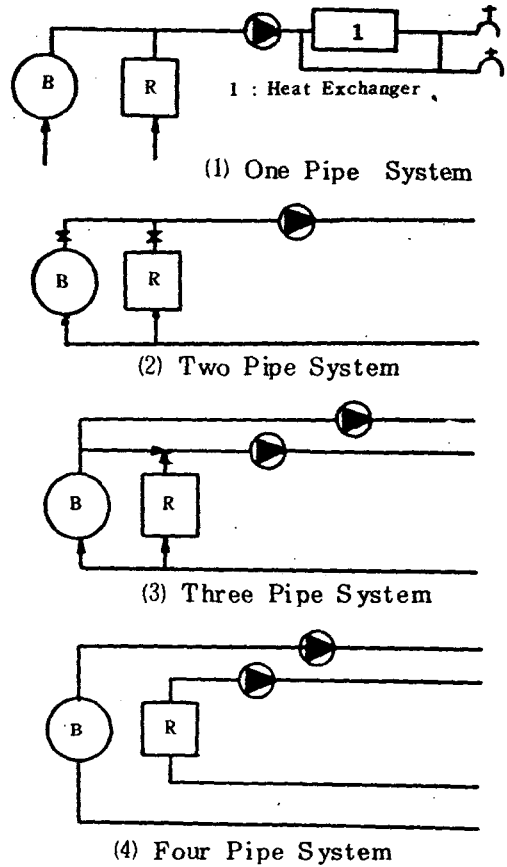 1
B
R
1 : Heat Exchanger
(1) One Pipe System
B
R
(2) Two Pipe System
B
R
(3) Three Pipe System
B
R
(4) Four Pipe System